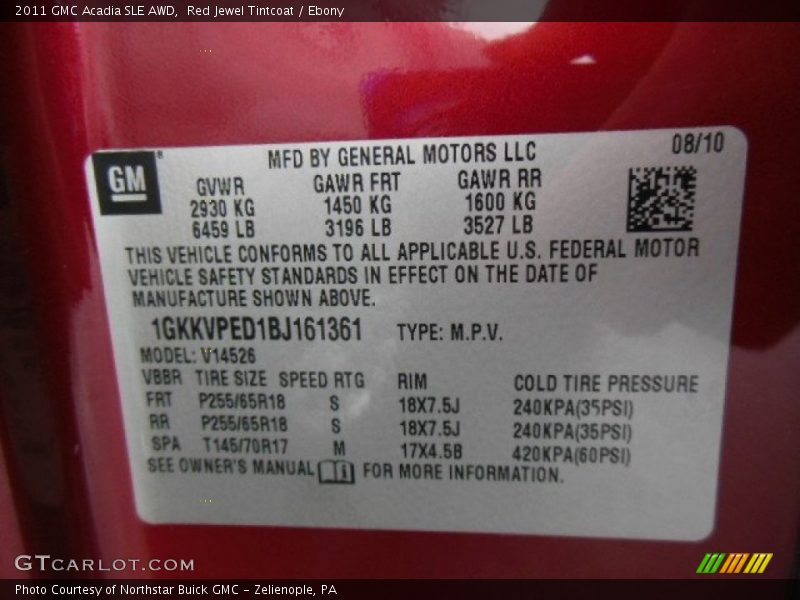 2011 GMC Acadia SLE AWD,  Red Jewel Tintcoat / Ebony
08/10
MFD BY GENERAL MOTORS LLC
GM®
GVWR GAWR FRT GAWR RR
2930 KG 1450 KG 1600 KG
6459 LB 3196 LB 3527 LB
THIS VEHICLE CONFORMS TO ALL APPLICABLE U.S. FEDERAL MOTOR
VEHICLE SAFETY STANDARDS IN EFFECT ON THE DATE OF
MANUFACTURE SHOWN ABOVE.
1GKKVPED1BJ161361 TYPE: M.P.V.
MODEL: V14526
VBBR TIRE SIZE SPEED RTG RIM COLD TIRE PRESSURE
FRT P255/65R18 S 18X7.5J 240KPA(35PSI)
RR P255/65R18 S 18X7.5J 240KPA(35PSI)
SPA T145/70R17 M 17X4.5B 420KPA(60PSI)
SEE OWNER'S MANUAL FOR MORE INFORMATION.
GTCARLOT.COM
Photo Courtesy of Northstar Buick GMC - Zelienople, PA